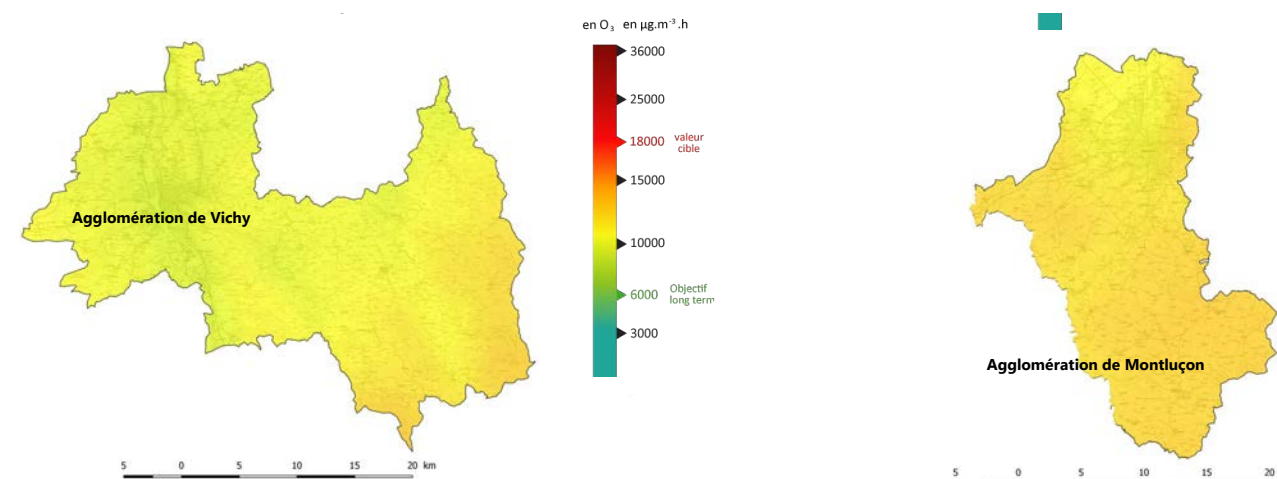 en O₃ en µg.m⁻³.h
36000
25000
18000 valeur cible
15000
10000
6000 Objectif long term
3000
Agglomération de Vichy
5 0 5 10 15 20 km
Agglomération de Montluçon
5 0 5 10 15 20